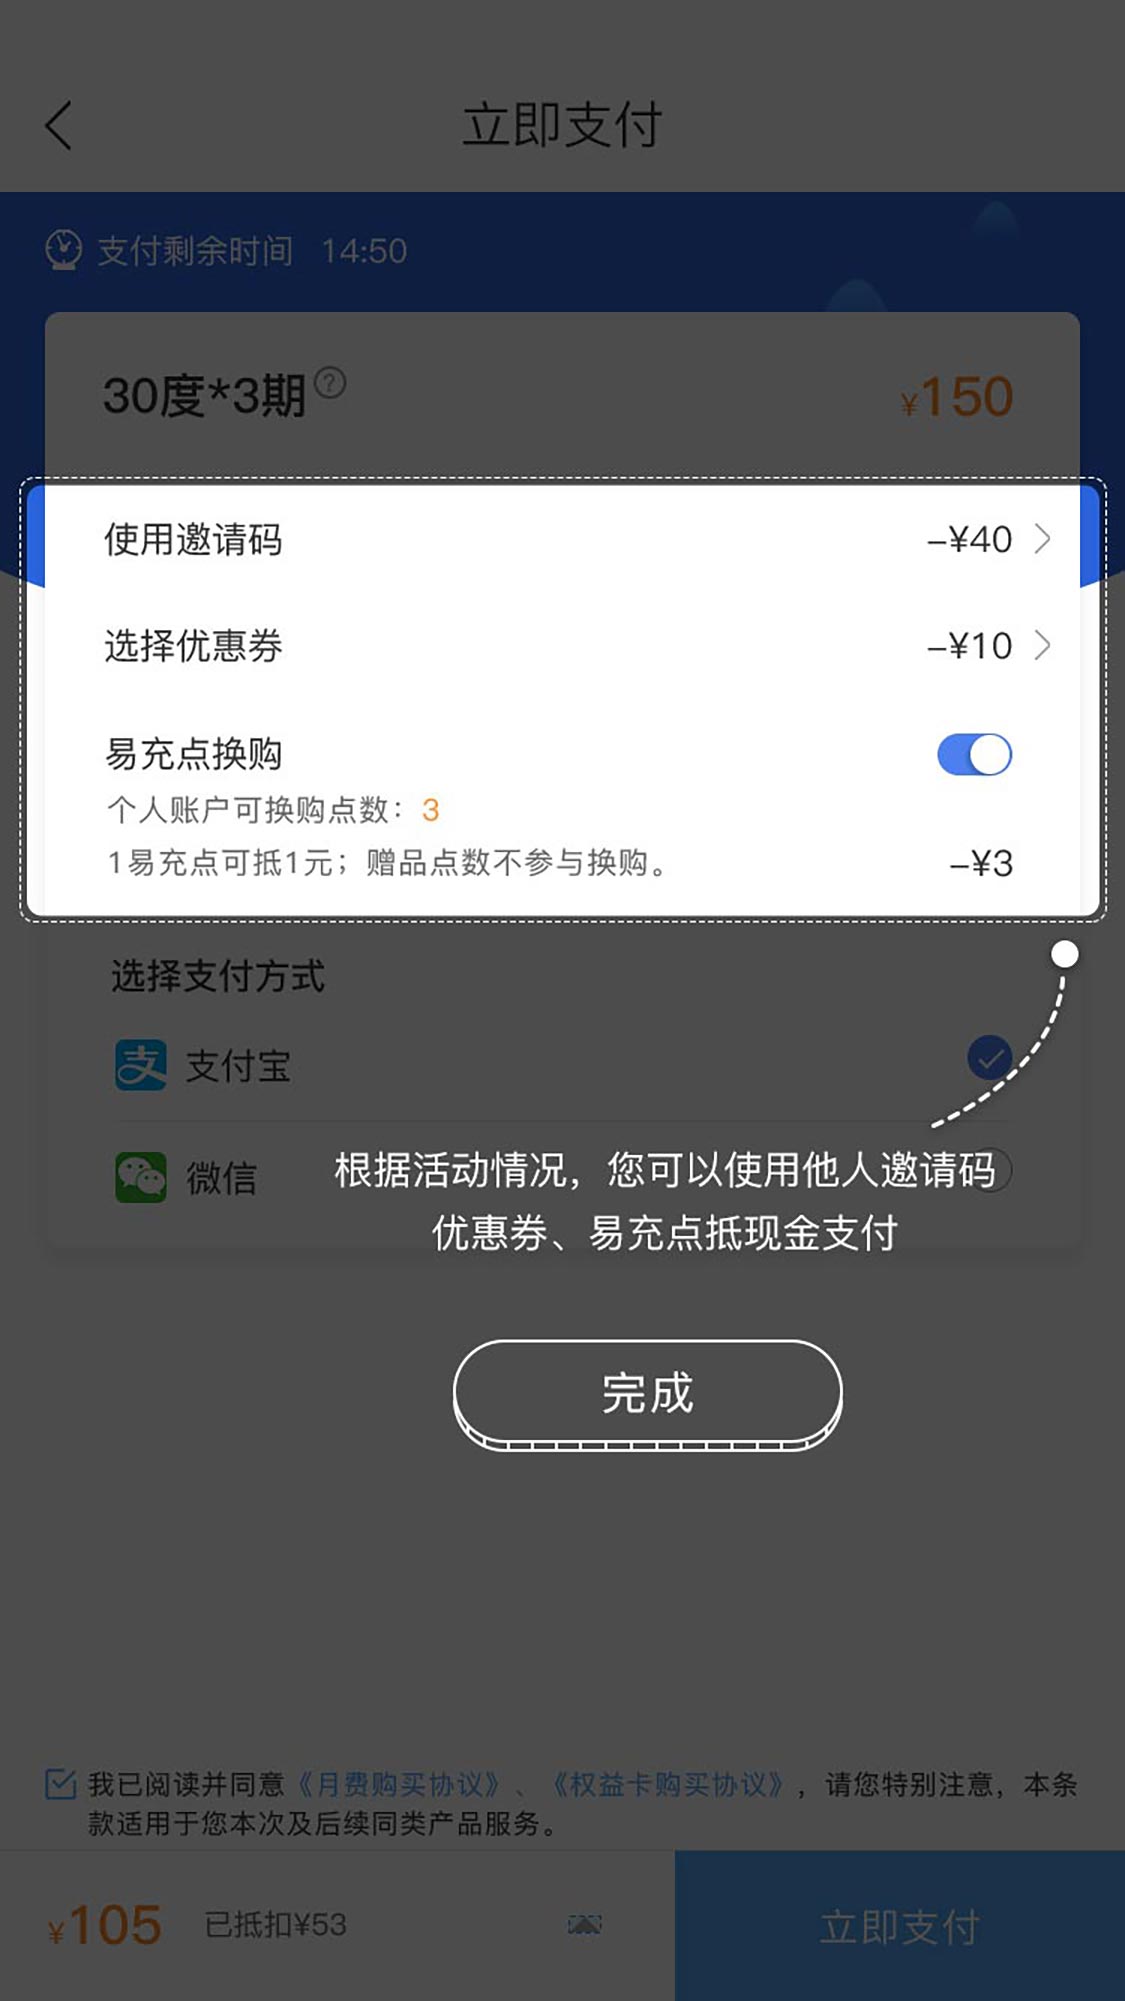 立即支付
支付剩余时间 14:50
30度*3期 ?
¥150
使用邀请码 -¥40
选择优惠券 -¥10
易充点换购
个人账户可换购点数：3
1易充点可抵1元；赠品点数不参与换购。 -¥3
选择支付方式
支 支付宝
微信
根据活动情况，您可以使用他人邀请码
优惠券、易充点抵现金支付
完成
我已阅读并同意《月费购买协议》、《权益卡购买协议》，请您特别注意，本条
款适用于您本次及后续同类产品服务。
¥105 已抵扣¥53
立即支付